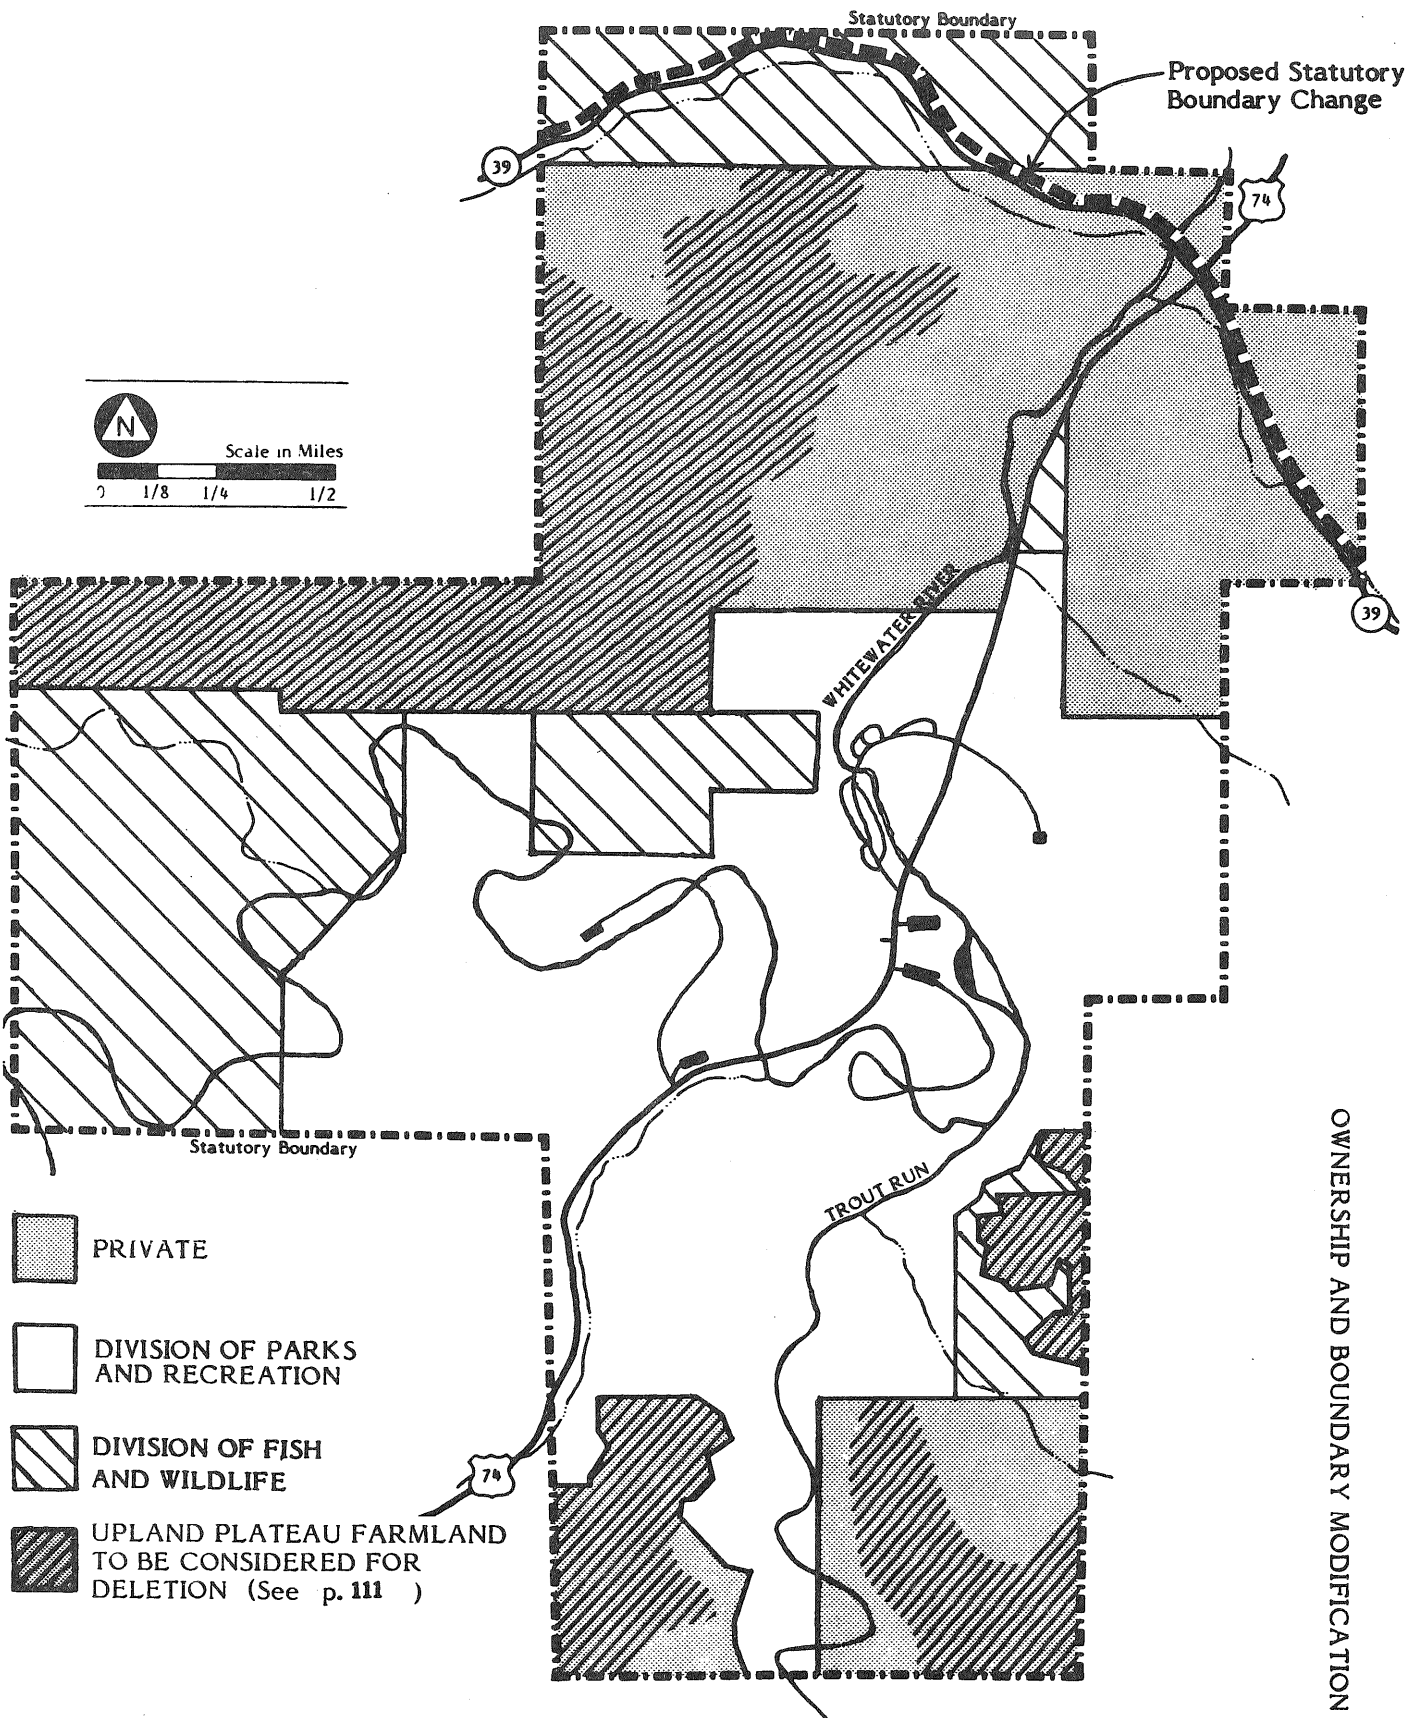 Statutory Boundary
Proposed Statutory
Boundary Change
39
74
N
Scale in Miles
0 1/8 1/4 1/2
39
WHITEWATER RIVER
Statutory Boundary
TROUT RUN
PRIVATE
DIVISION OF PARKS
AND RECREATION
DIVISION OF FISH
AND WILDLIFE
74
UPLAND PLATEAU FARMLAND
TO BE CONSIDERED FOR
DELETION (See p. 111 )
OWNERSHIP AND BOUNDARY MODIFICATION